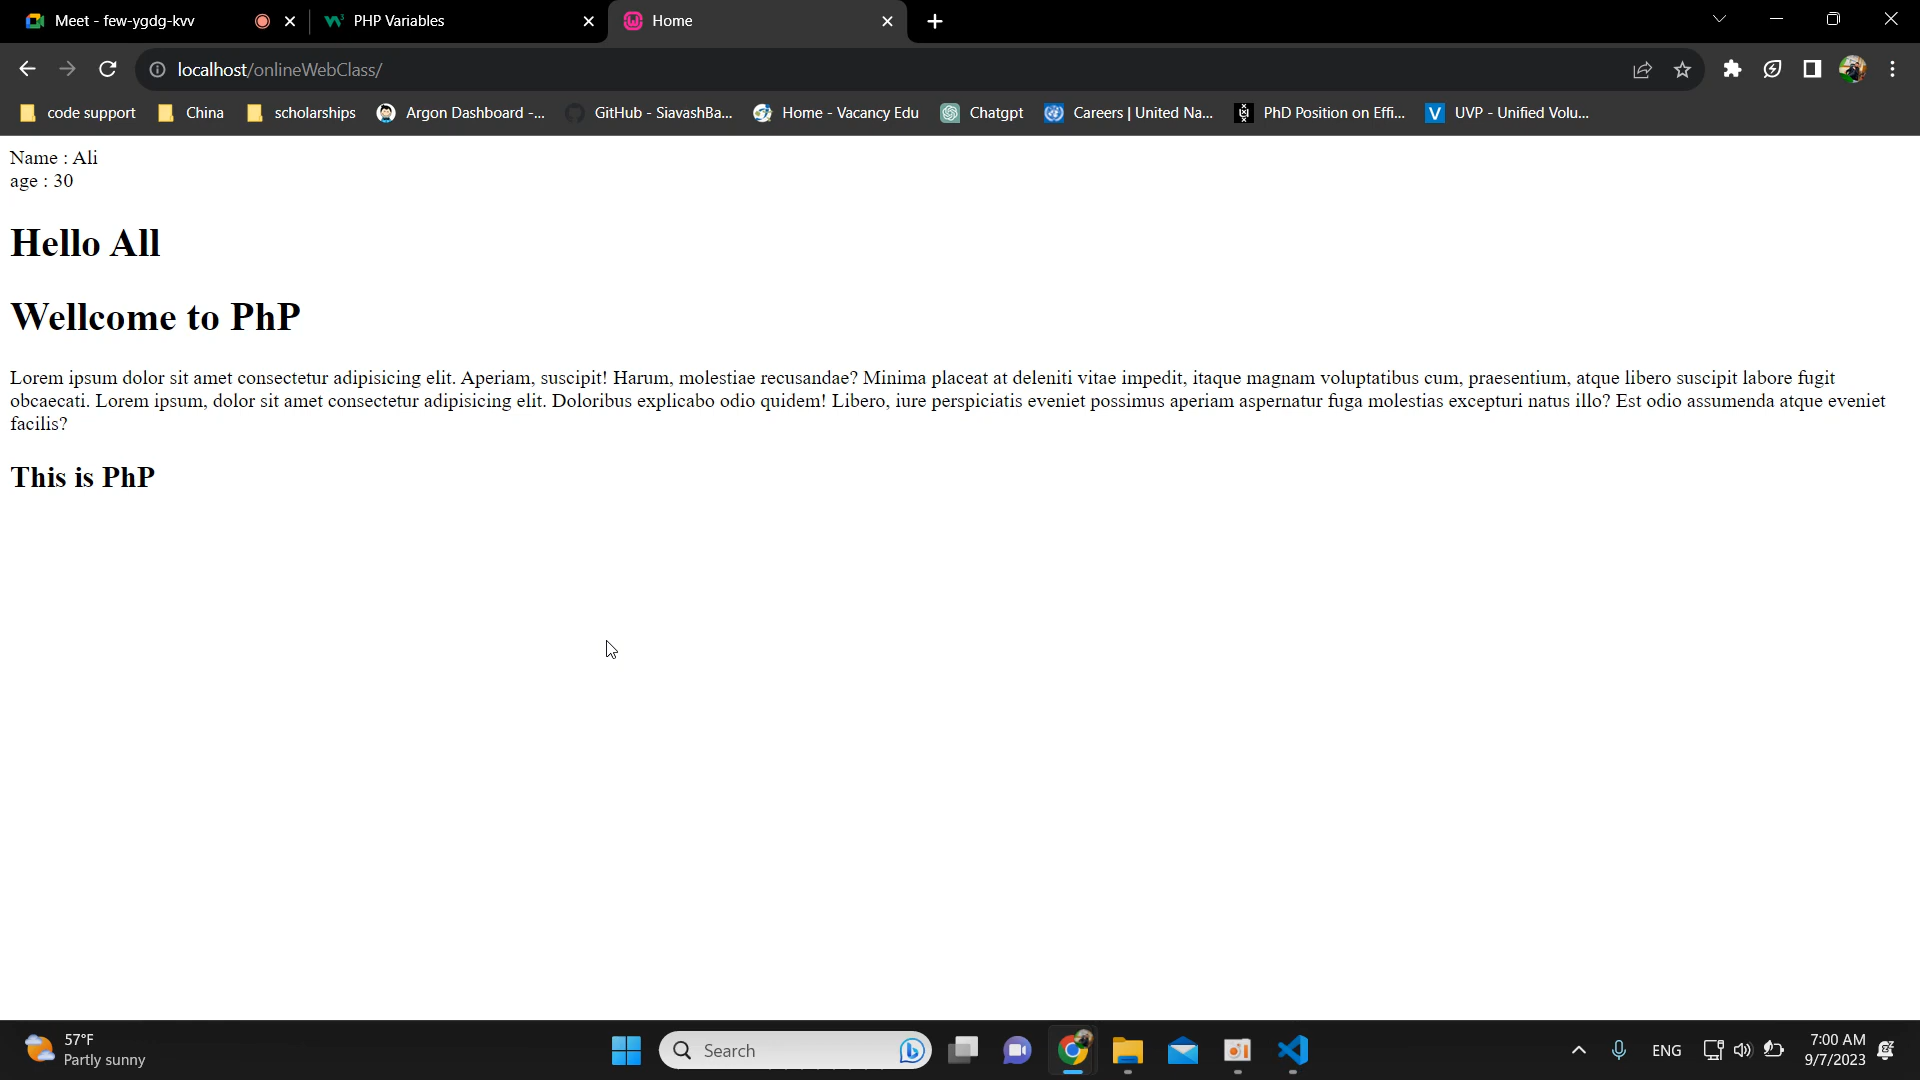 Meet - few-ygdg-kvv
PHP Variables
Home
localhost/onlineWebClass/
code support
China
scholarships
Argon Dashboard -...
GitHub - SiavashBa...
Home - Vacancy Edu
Chatgpt
Careers | United Na...
PhD Position on Effi...
V
UVP - Unified Volu...
Name : Ali
age : 30
Hello All
Wellcome to PhP
Lorem ipsum dolor sit amet consectetur adipisicing elit. Aperiam, suscipit! Harum, molestiae recusandae? Minima placeat at deleniti vitae impedit, itaque magnam voluptatibus cum, praesentium, atque libero suscipit labore fugit
obcaecati. Lorem ipsum, dolor sit amet consectetur adipisicing elit. Doloribus explicabo odio quidem! Libero, iure perspiciatis eveniet possimus aperiam aspernatur fuga molestias excepturi natus illo? Est odio assumenda atque eveniet
facilis?
This is PhP
57°F
Partly sunny
Search
ENG
7:00 AM
9/7/2023